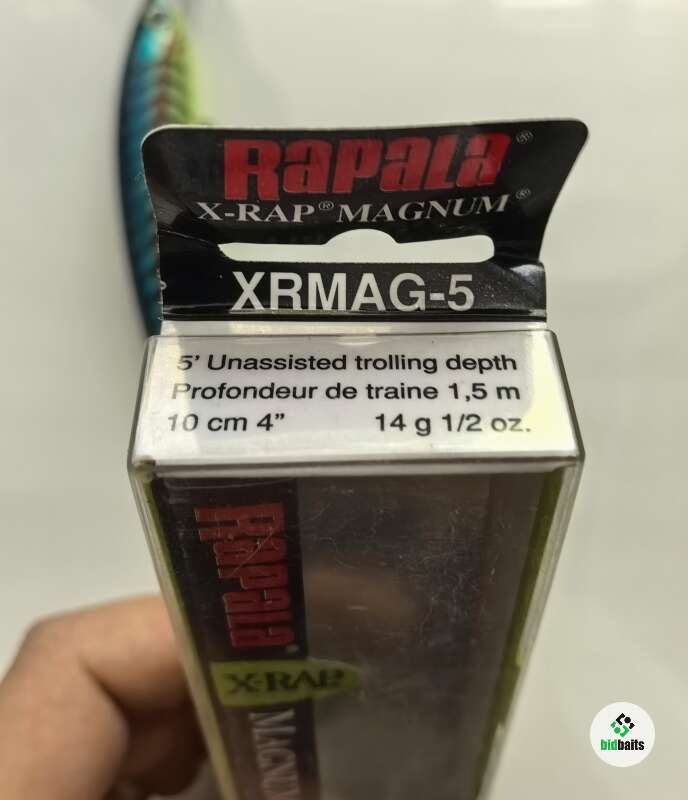 Rapala®
X-RAP® MAGNUM®
XRMAG-5
5' Unassisted trolling depth
Profondeur de traine 1,5 m
10 cm 4” 14 g 1/2 oz.
Rapala®
X-RAP
MAGNU
bidbaits